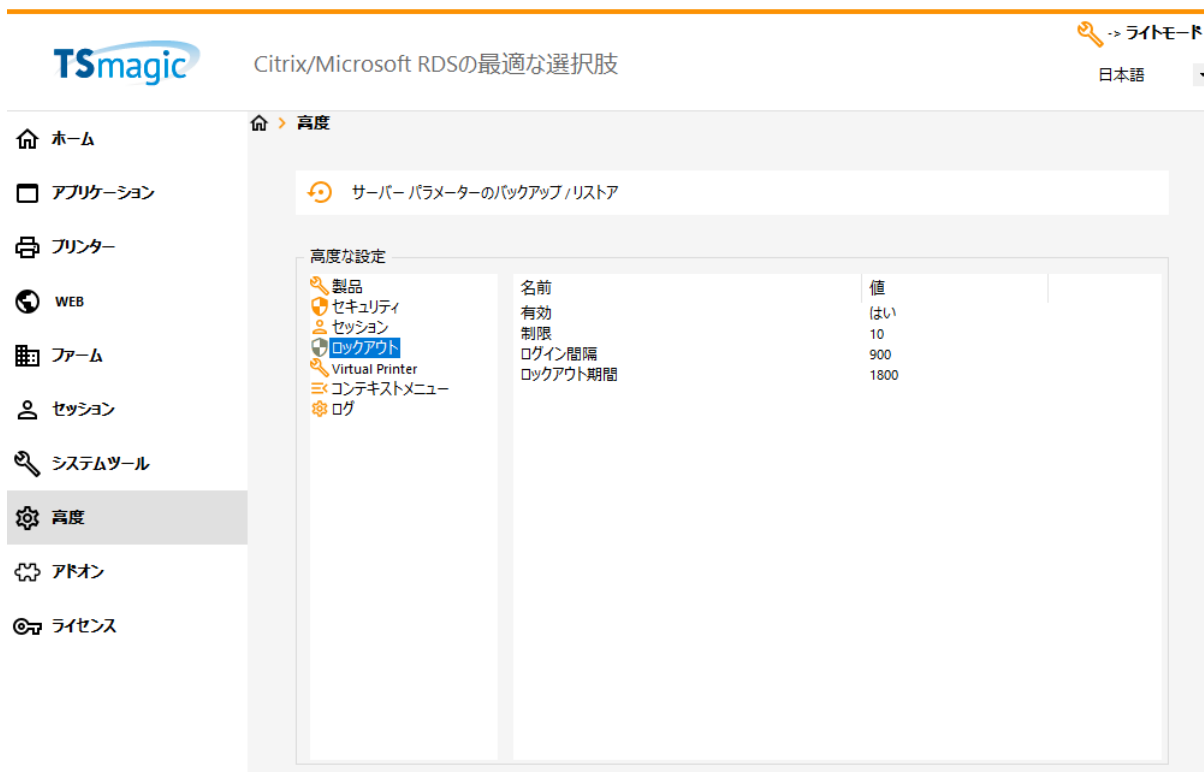 -> ライトモード
TSmagic
Citrix/Microsoft RDSの最適な選択肢
日本語
ホーム
アプリケーション
プリンター
WEB
ファーム
セッション
システムツール
高度
アドオン
ライセンス
> 高度
サーバー パラメーターのバックアップ / リストア
高度な設定
製品
セキュリティ
セッション
ロックアウト
Virtual Printer
コンテキストメニュー
ログ
名前 値
有効 はい
制限 10
ログイン間隔 900
ロックアウト期間 1800